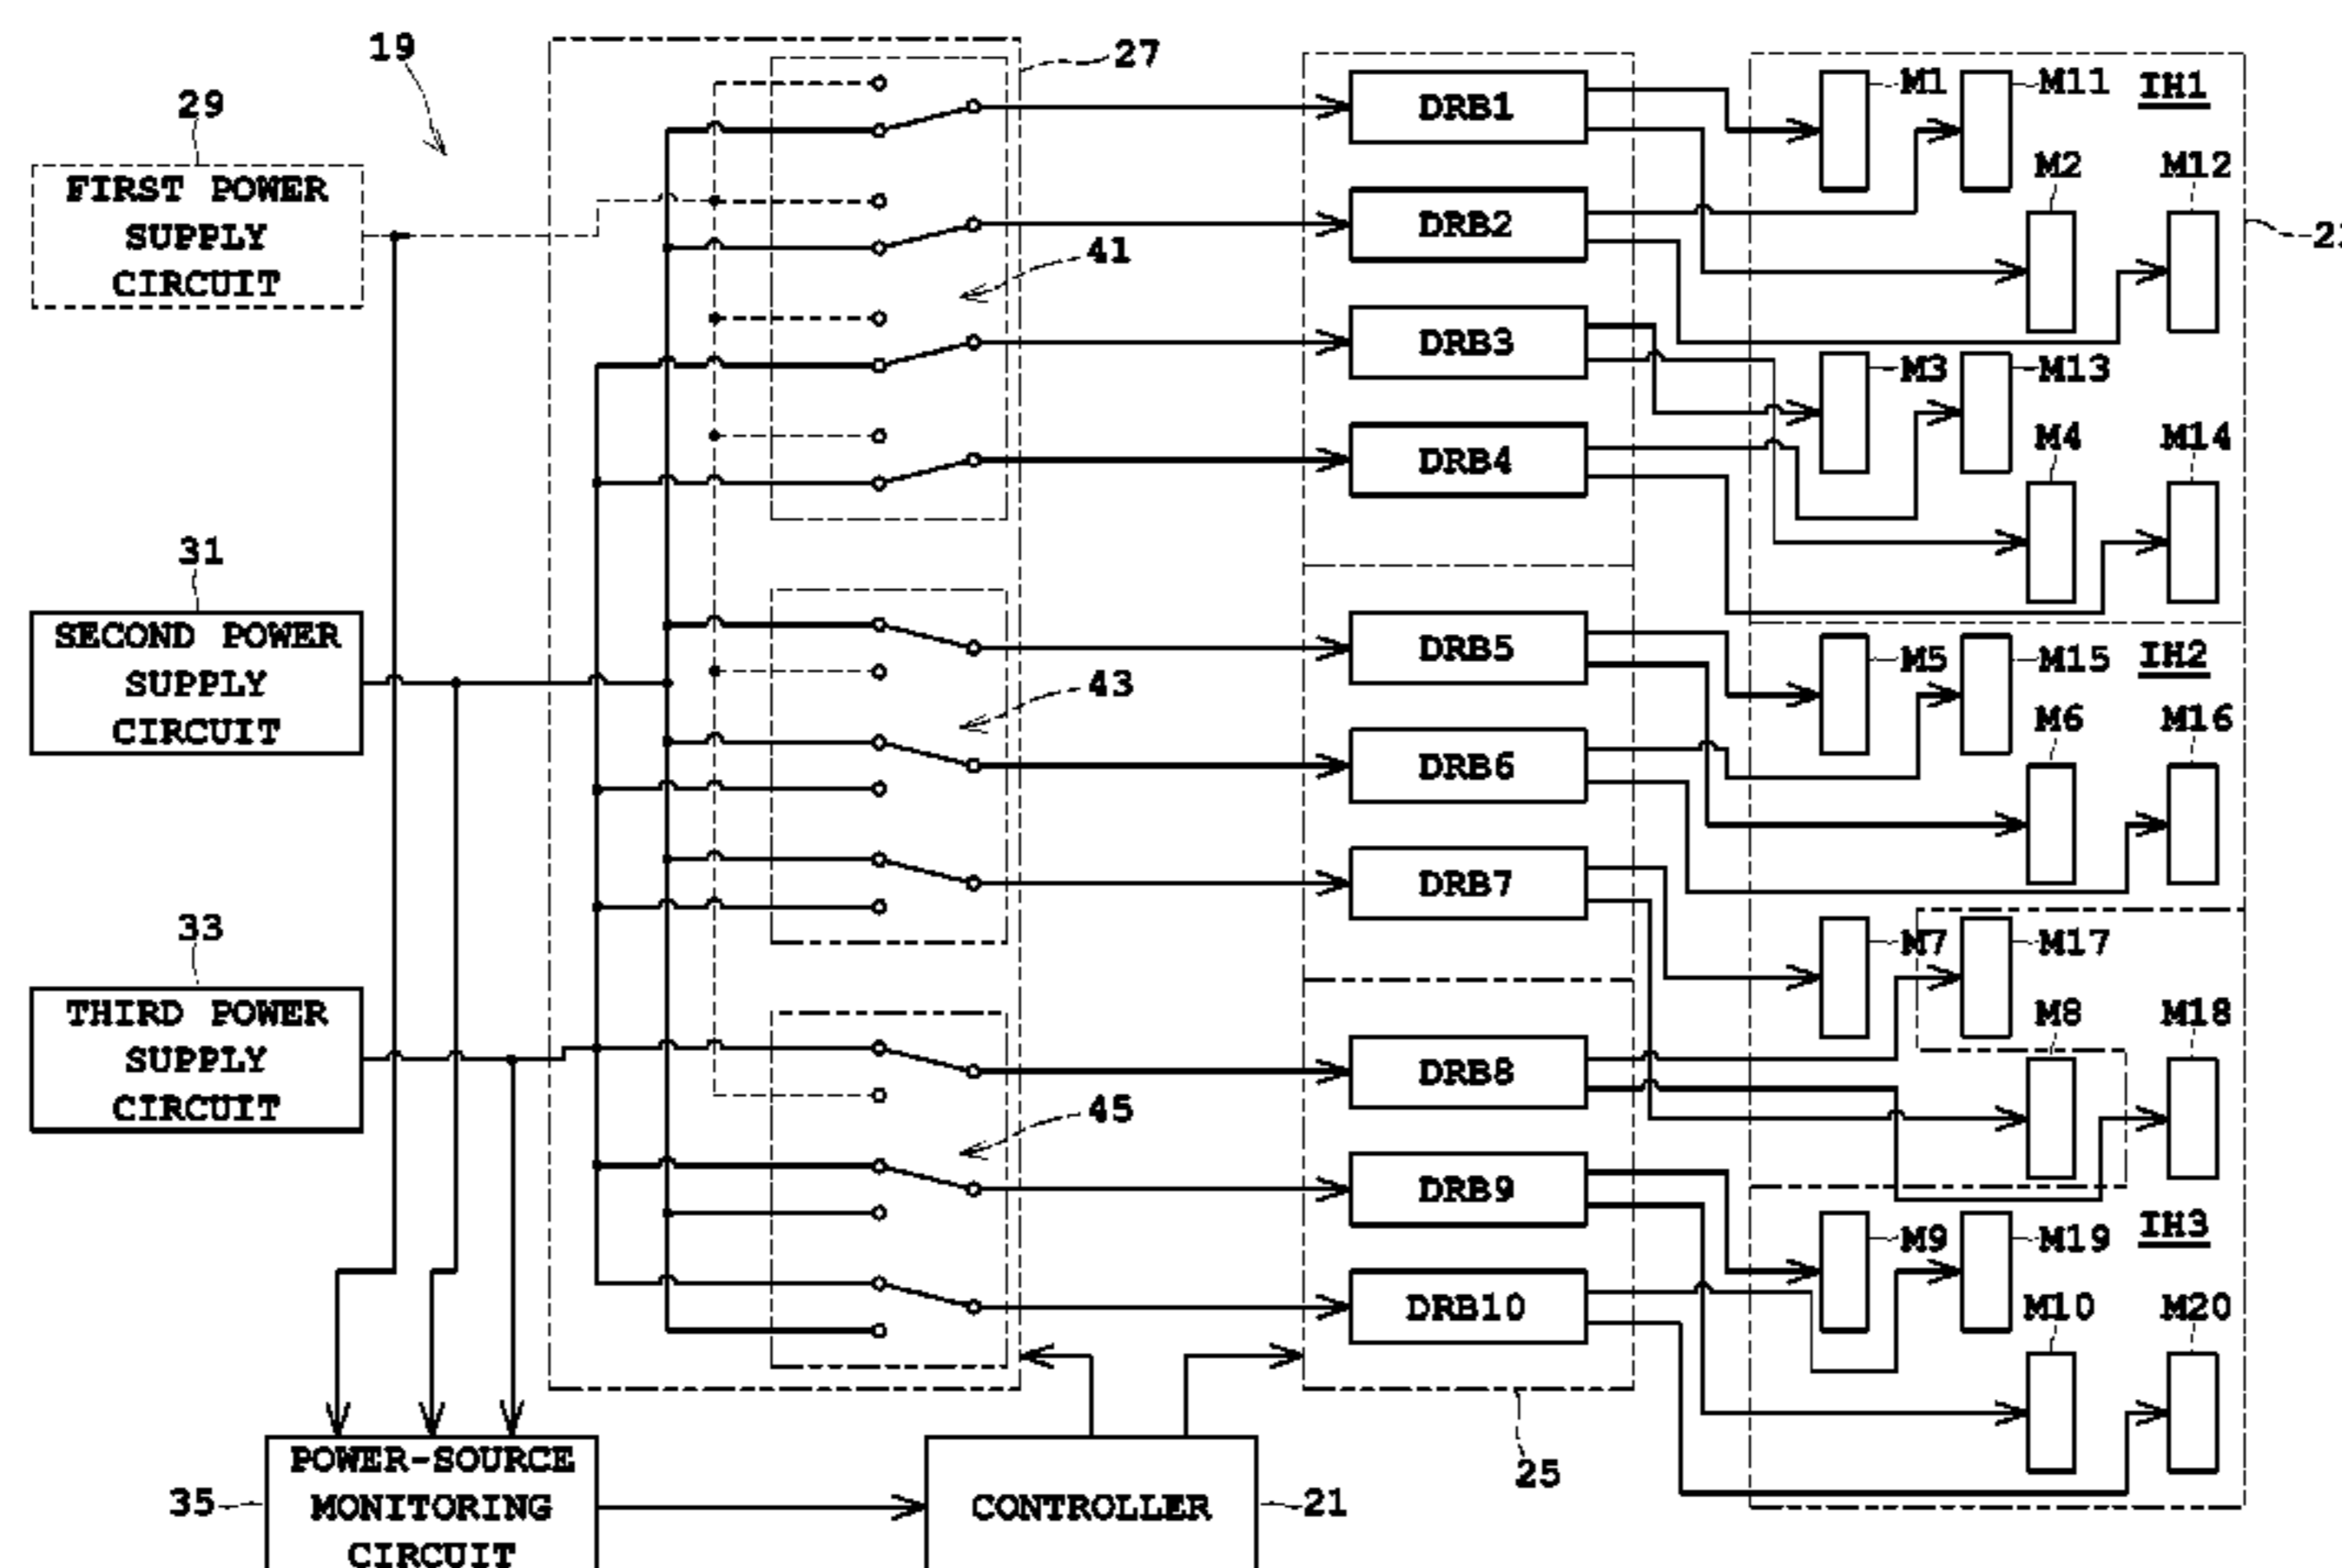 19
27
29
FIRST POWER
SUPPLY
CIRCUIT
41
DRB1
DRB2
DRB3
DRB4
M1
M11
IH1
M2
M12
M3
M13
M4
M14
31
SECOND POWER
SUPPLY
CIRCUIT
43
DRB5
DRB6
DRB7
M5
M15
IH2
M6
M16
M7
M17
M8
M18
33
THIRD POWER
SUPPLY
CIRCUIT
45
DRB8
DRB9
DRB10
M9
M19
IH3
M10
M20
25
35
POWER-SOURCE
MONITORING
CIRCUIT
CONTROLLER
21